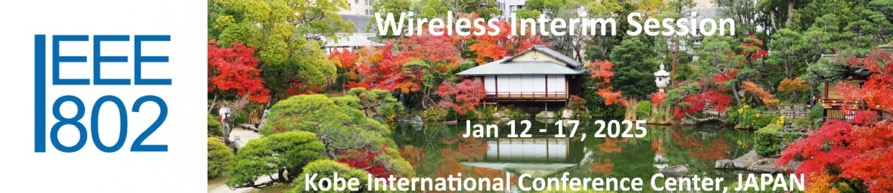 IEEE
802
Wireless Interim Session
Jan 12 - 17, 2025
Kobe International Conference Center, JAPAN